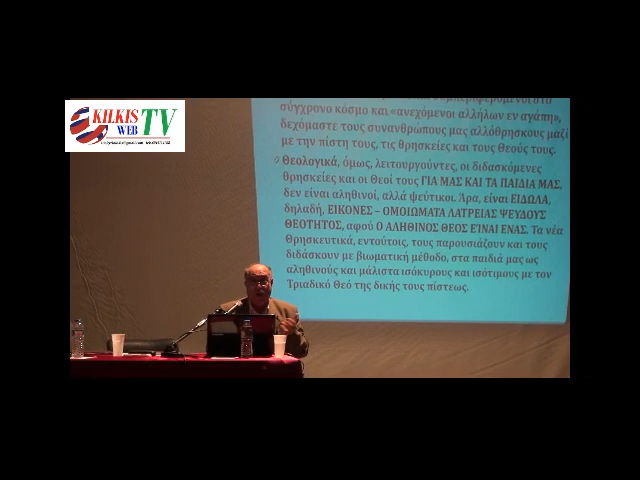 KILKIS
WEB
TV
σύγχρονο κόσμο και «ανεχόμενοι αλλήλων εν αγάπη»,
δεχόμαστε τους συνανθρώπους μας αλλόθρησκους μαζί
με την πίστη τους, τις θρησκείες και τους Θεούς τους.
Θεολογικά, όμως, λειτουργούντες, οι διδασκόμενες
θρησκείες και οι Θεοί τους ΓΙΑ ΜΑΣ ΚΑΙ ΤΑ ΠΑΙΔΙΑ ΜΑΣ,
δεν είναι αληθινοί, αλλά ψεύτικοι. Άρα, είναι ΕΙΔΩΛΑ,
δηλαδή, ΕΙΚΟΝΕΣ – ΟΜΟΙΩΜΑΤΑ ΛΑΤΡΕΙΑΣ ΨΕΥΔΟΥΣ
ΘΕΟΤΗΤΟΣ, αφού Ο ΑΛΗΘΙΝΟΣ ΘΕΟΣ ΕΊΝΑΙ ΕΝΑΣ. Τα νέα
Θρησκευτικά, εντούτοις, τους παρουσιάζουν και τους
διδάσκουν με βιωματική μέθοδο, στα παιδιά μας ως
αληθινούς και μάλιστα ισόκυρους και ισότιμους με τον
Τριαδικό Θεό της δικής τους πίστεως.